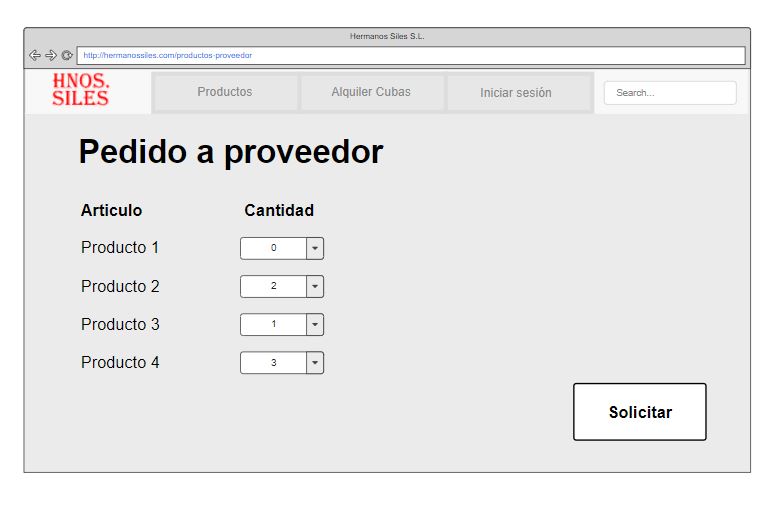 Hermanos Siles S.L.
http://hermanossiles.com/productos-proveedor
HNOS.
SILES
Productos
Alquiler Cubas
Iniciar sesión
Search...
Pedido a proveedor
Articulo Cantidad
Producto 1 0
Producto 2 2
Producto 3 1
Producto 4 3
Solicitar